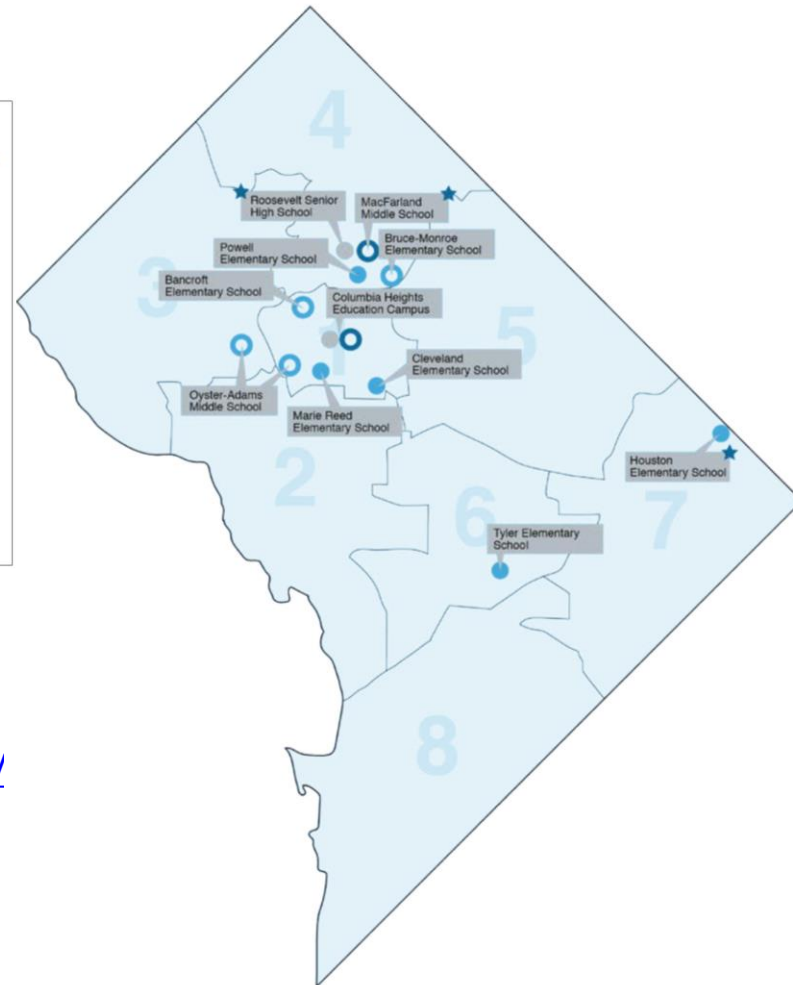 4
Roosevelt Senior
High School
MacFarland
Middle School
Powell
Elementary School
Bruce-Monroe
Elementary School
3
Bancroft
Elementary School
Columbia Heights
Education Campus
1
5
Cleveland
Elementary School
Oyster-Adams
Middle School
Marie Reed
Elementary School
2
Houston
Elementary School
6
7
Tyler Elementary
School
8